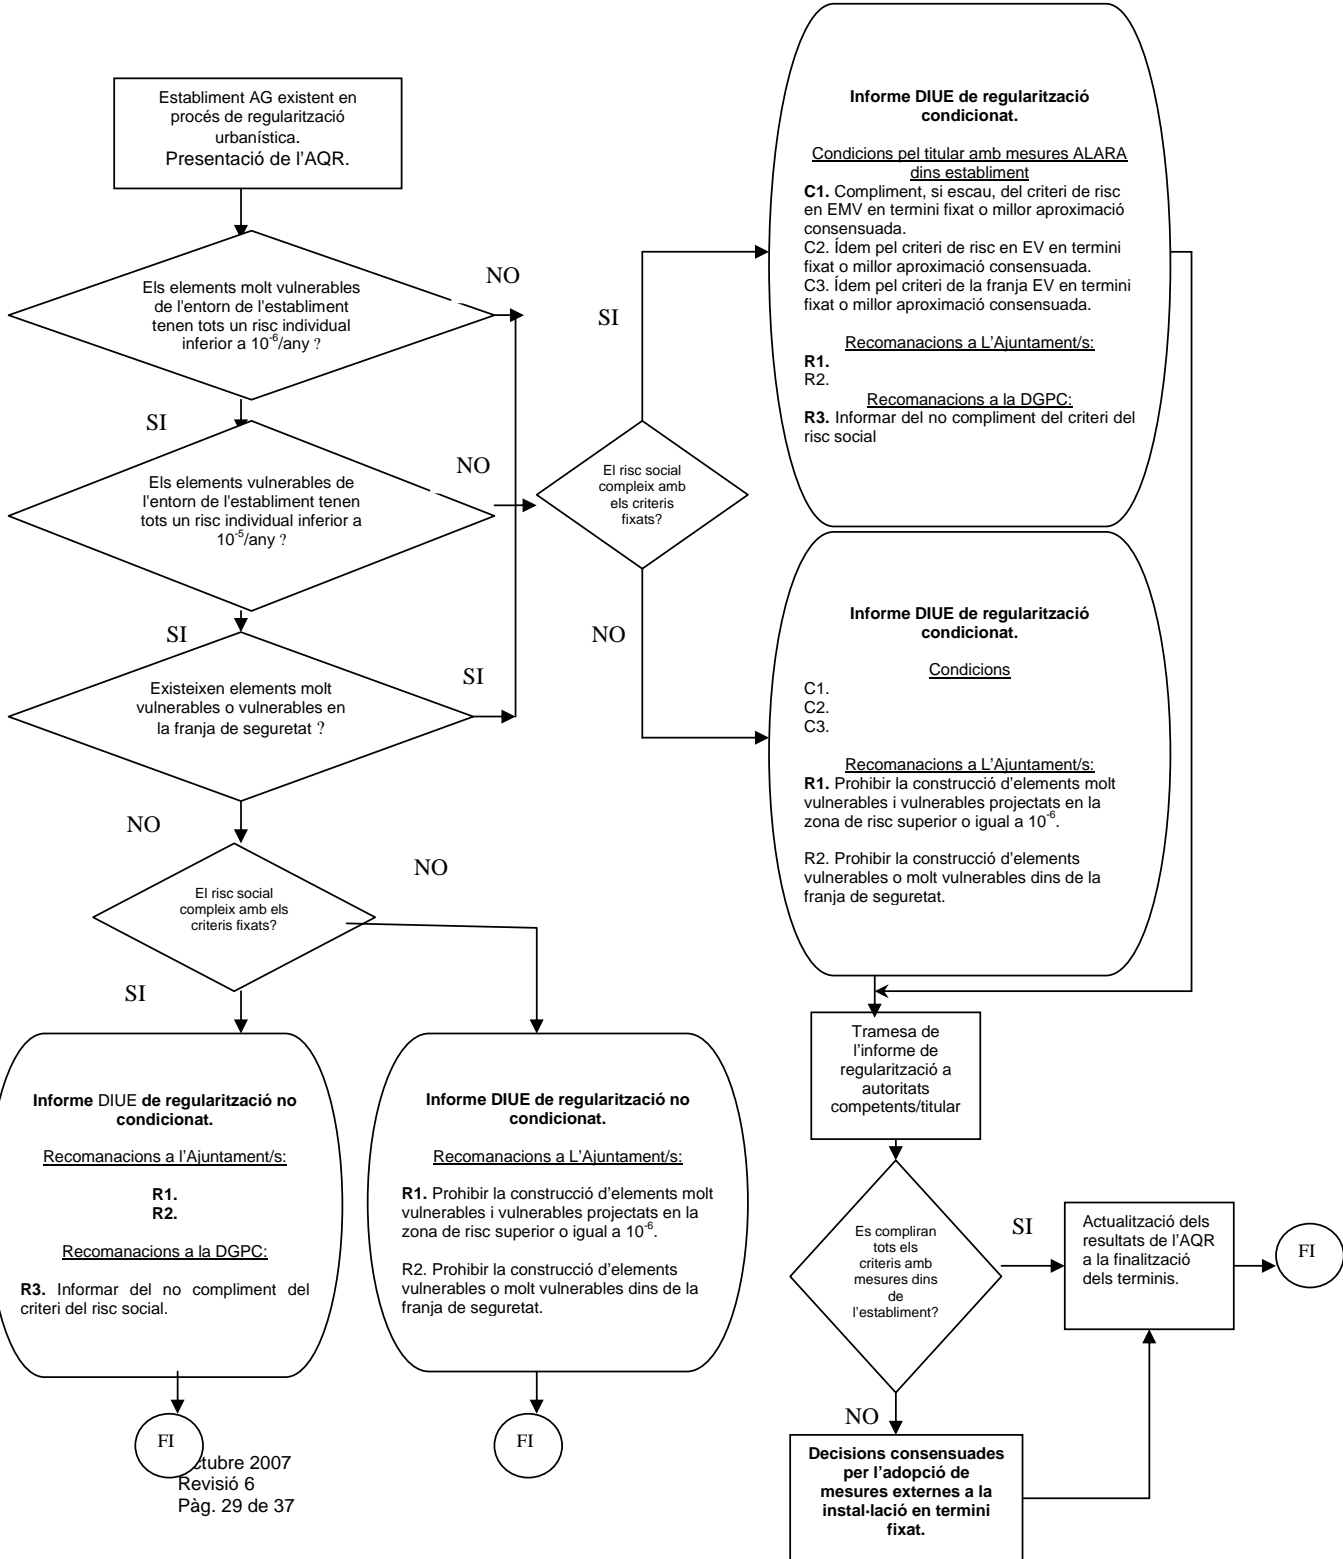 Establiment AG existent en
procés de regularització
urbanística.
Presentació de l'AQR.
Els elements molt vulnerables
de l'entorn de l'establiment
tenen tots un risc individual
inferior a 10⁻⁶/any ?
NO
SI
Els elements vulnerables de
l'entorn de l'establiment tenen
tots un risc individual inferior a
10⁻⁵/any ?
NO
SI
Existeixen elements molt
vulnerables o vulnerables en
la franja de seguretat ?
SI
NO
El risc social
compleix amb els
criteris fixats?
NO
SI
Informe DIUE de regularització no
condicionat.
Recomanacions a l'Ajuntament/s:
R1.
R2.
Recomanacions a la DGPC:
R3. Informar del no compliment del
criteri del risc social.
FI
Informe DIUE de regularització no
condicionat.
Recomanacions a L'Ajuntament/s:
R1. Prohibir la construcció d'elements molt
vulnerables i vulnerables projectats en la
zona de risc superior o igual a 10⁻⁶.
R2. Prohibir la construcció d'elements
vulnerables o molt vulnerables dins de la
franja de seguretat.
FI
El risc social
compleix amb
els criteris
fixats?
SI
NO
Informe DIUE de regularització
condicionat.
Condicions pel titular amb mesures ALARA
dins establiment
C1. Compliment, si escau, del criteri de risc
en EMV en termini fixat o millor aproximació
consensuada.
C2. Ídem pel criteri de risc en EV en termini
fixat o millor aproximació consensuada.
C3. Ídem pel criteri de la franja EV en termini
fixat o millor aproximació consensuada.
Recomanacions a L'Ajuntament/s:
R1.
R2.
Recomanacions a la DGPC:
R3. Informar del no compliment del criteri del
risc social
Informe DIUE de regularització
condicionat.
Condicions
C1.
C2.
C3.
Recomanacions a L'Ajuntament/s:
R1. Prohibir la construcció d'elements molt
vulnerables i vulnerables projectats en la
zona de risc superior o igual a 10⁻⁶.
R2. Prohibir la construcció d'elements
vulnerables o molt vulnerables dins de la
franja de seguretat.
Tramesa de
l'informe de
regularització a
autoritats
competents/titular
Es compliran
tots els
criteris amb
mesures dins
de
l'establiment?
SI
NO
Actualització dels
resultats de l'AQR
a la finalització
dels terminis.
FI
Decisions consensuades
per l'adopció de
mesures externes a la
instal·lació en termini
fixat.
ctubre 2007
Revisió 6
Pàg. 29 de 37